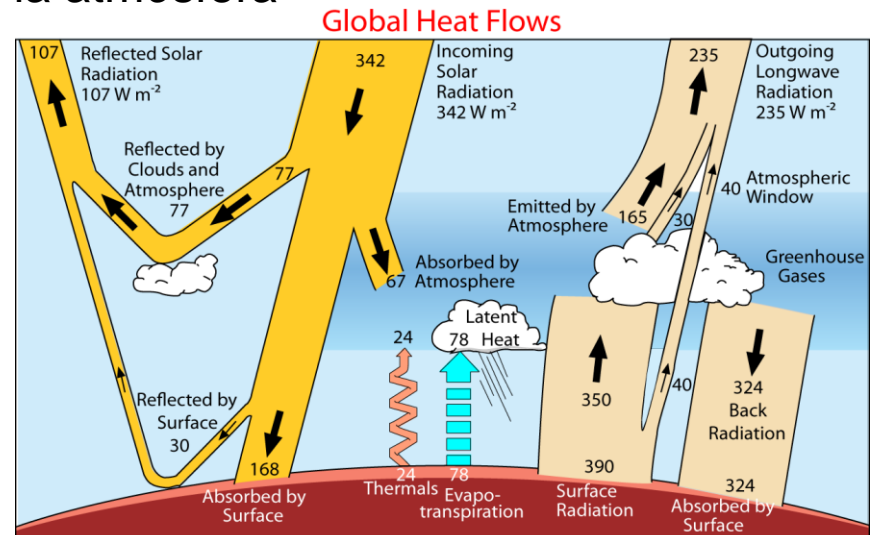 la atmósfera
Global Heat Flows
107
Reflected Solar
Radiation
107 W m-2
342
Incoming
Solar
Radiation
342 W m-2
235
Outgoing
Longwave
Radiation
235 W m-2
Reflected by
Clouds and
Atmosphere
77
77
Emitted by
Atmosphere
165
30
40
Atmospheric
Window
Absorbed by
Atmosphere
67
Greenhouse
Gases
Latent
Heat
24
78
350
40
324
Back
Radiation
Reflected by
Surface
30
168
Absorbed by
Surface
24
Thermals
78
Evapo-
transpiration
390
Surface
Radiation
324
Absorbed by
Surface